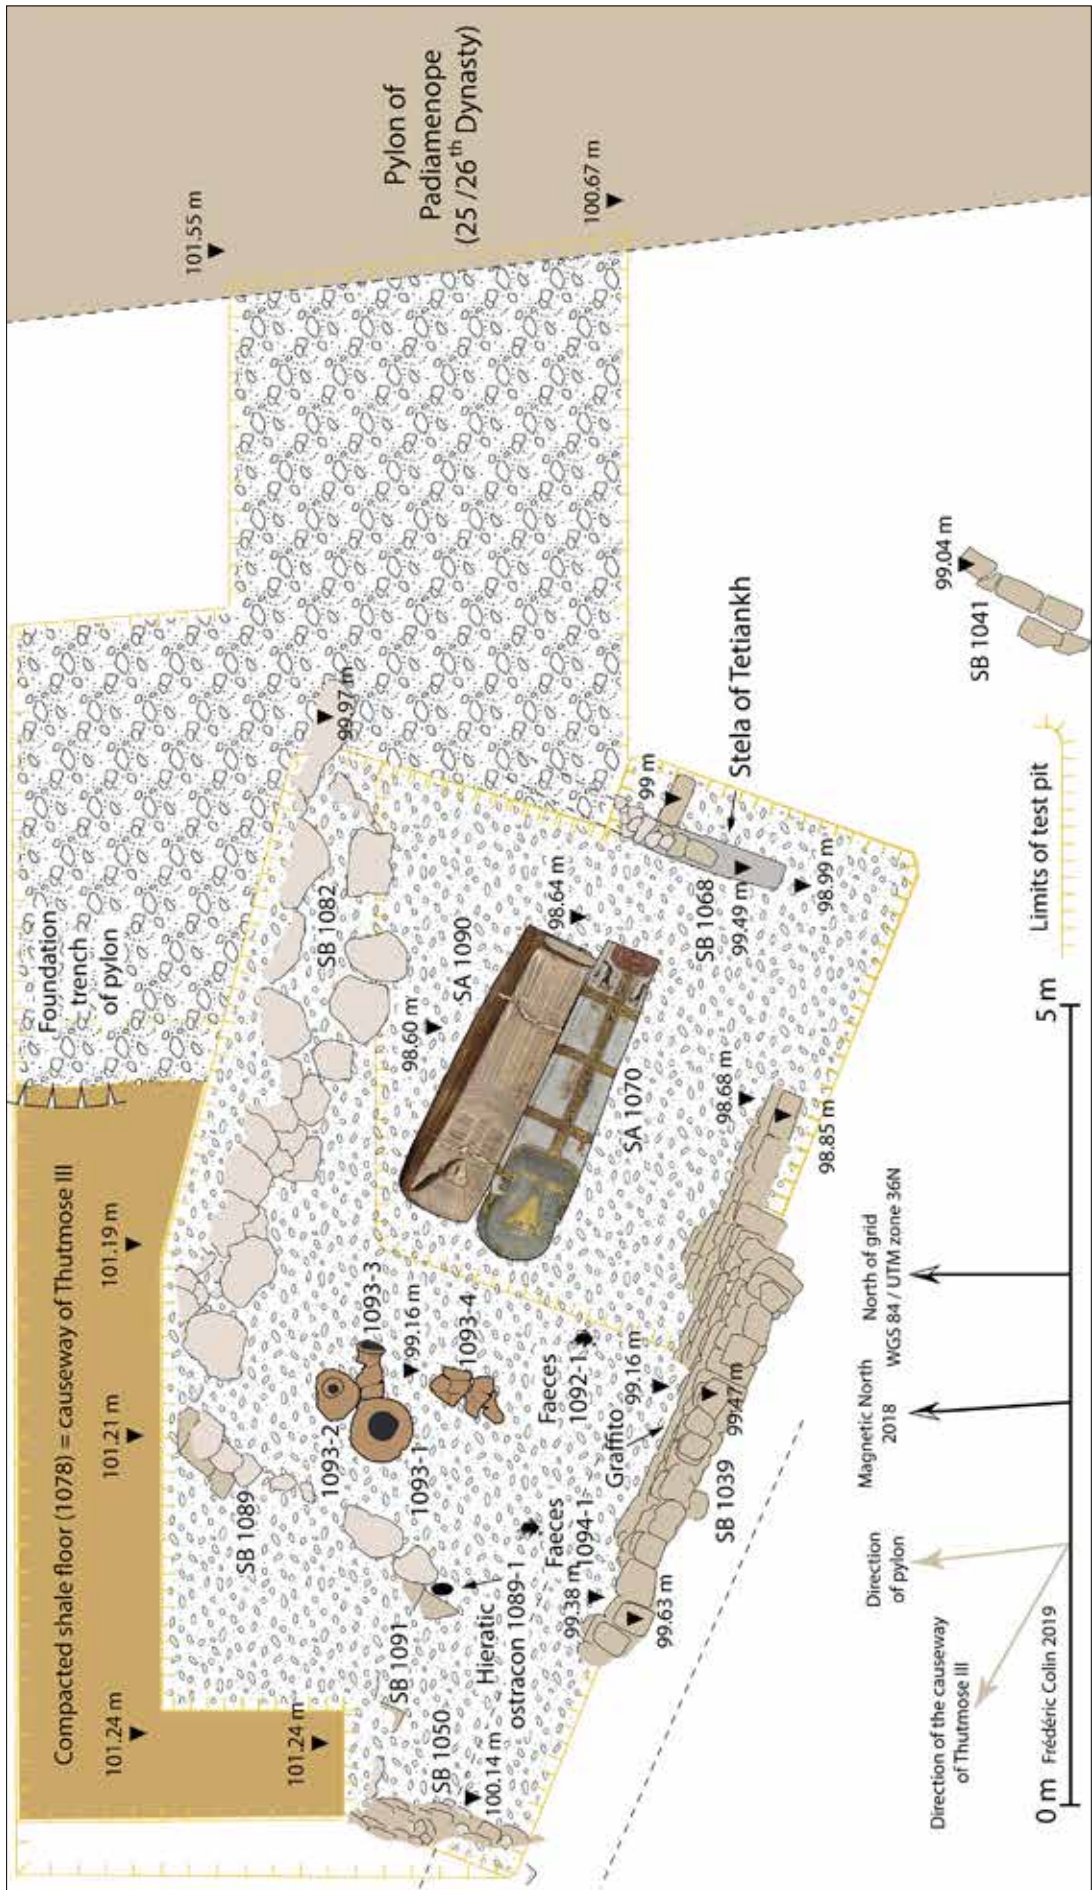 Compacted shale floor (1078) = causeway of Thutmose III
101.24 m
101.21 m
101.19 m
Foundation
trench
of pylon
101.24 m
101.55 m
Pylon of
Padiamenope
(25 /26th Dynasty)
100.67 m
SB 1089
SB 1082
99.97 m
SB 1091
SB 1050
100.14 m
1093-2
1093-3
1093-1
99.16 m
1093-4
98.60 m
SA 1090
98.64 m
Hieratic
ostracon 1089-1
Faeces
1094-1
Faeces
1092-1
99.38 m
99.63 m
Graffito
99.16 m
99.47 m
SB 1039
SA 1070
98.68 m
98.85 m
99 m
SB 1068
99.49 m
98.99 m
Stela of Tetiankh
99.04 m
SB 1041
Direction of the causeway
of Thutmose III
Direction
of pylon
Magnetic North
2018
North of grid
WGS 84 / UTM zone 36N
Limits of test pit
0 m
5 m
Frédéric Colin 2019